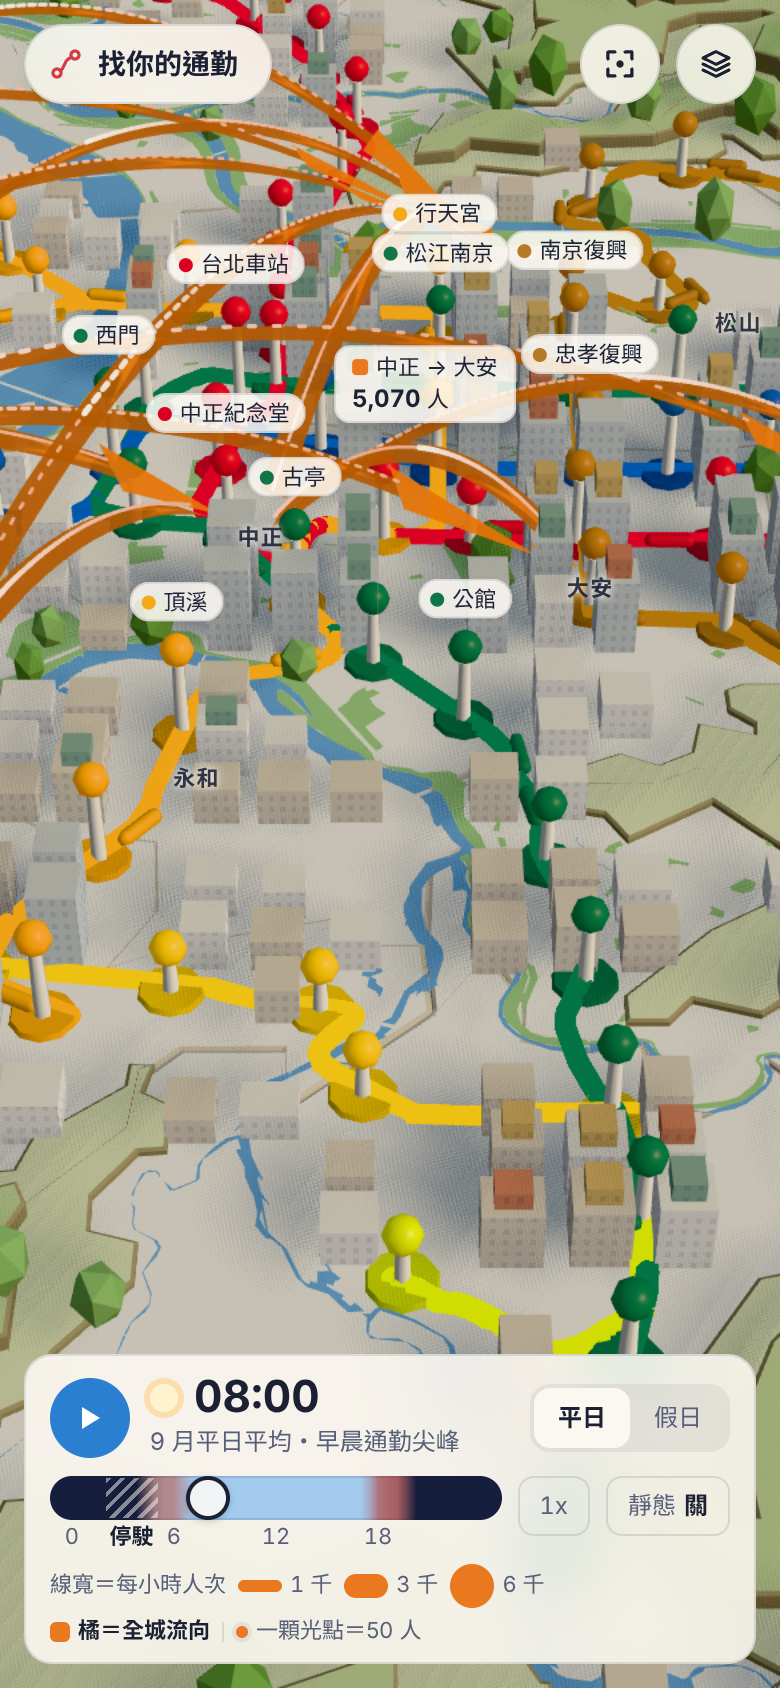 找你的通勤
行天宮
松江南京
南京復興
台北車站
松山
西門
忠孝復興
中正 → 大安
5,070 人
中正紀念堂
古亭
中正
大安
頂溪
公館
永和
08:00
9 月平日平均・早晨通勤尖峰
平日
假日
1x
靜態 關
0 停駛 6 12 18
線寬＝每小時人次 1 千 3 千 6 千
橘＝全城流向 一顆光點＝50 人